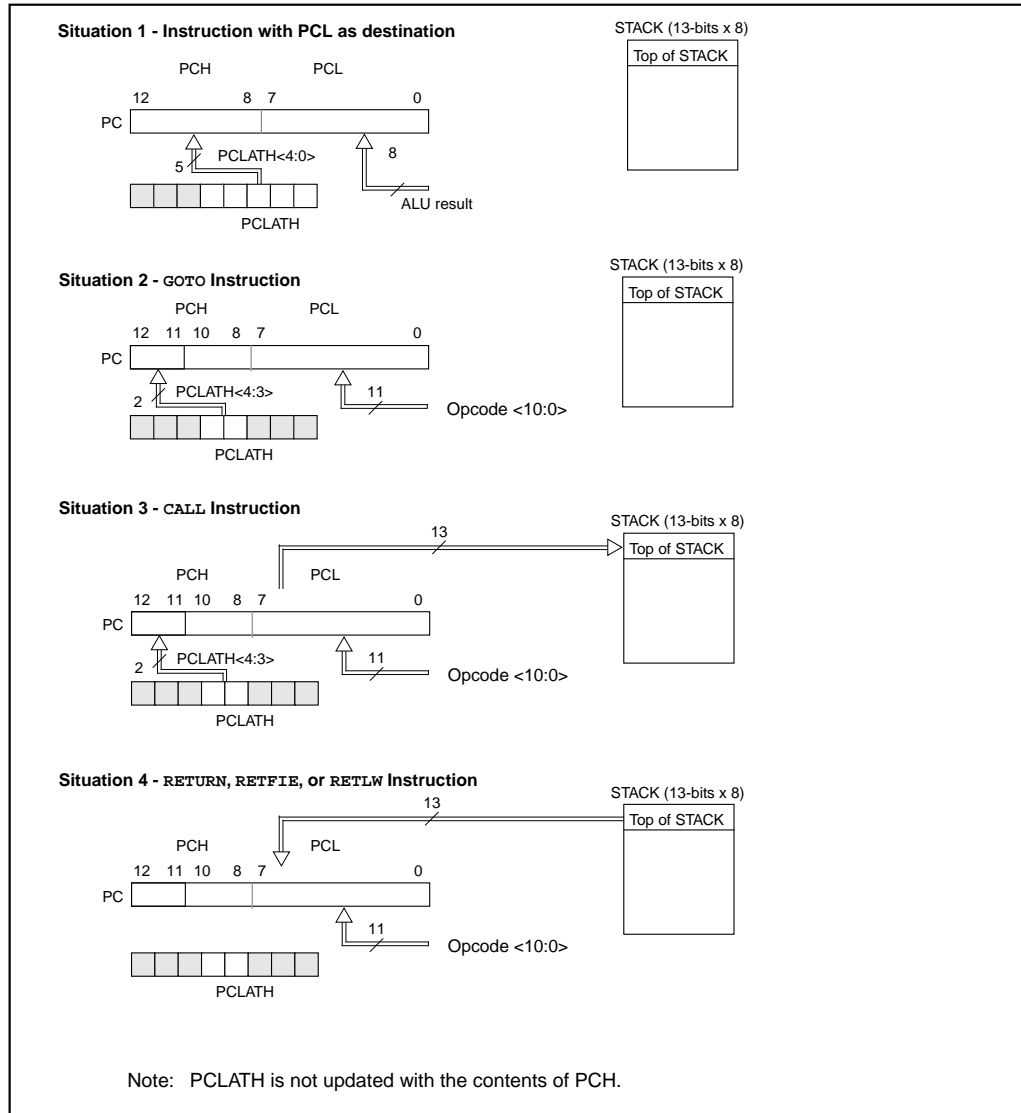 Situation 1 - Instruction with PCL as destination
STACK (13-bits x 8)
Top of STACK
PCH PCL
12 8 7 0
PC
5 PCLATH<4:0> 8
ALU result
PCLATH
Situation 2 - GOTO Instruction
STACK (13-bits x 8)
Top of STACK
PCH PCL
12 11 10 8 7 0
PC
2 PCLATH<4:3> 11
Opcode <10:0>
PCLATH
Situation 3 - CALL Instruction
STACK (13-bits x 8)
13
Top of STACK
PCH PCL
12 11 10 8 7 0
PC
2 PCLATH<4:3> 11
Opcode <10:0>
PCLATH
Situation 4 - RETURN, RETFIE, or RETLW Instruction
STACK (13-bits x 8)
13
Top of STACK
PCH PCL
12 11 10 8 7 0
PC
11
Opcode <10:0>
PCLATH
Note: PCLATH is not updated with the contents of PCH.